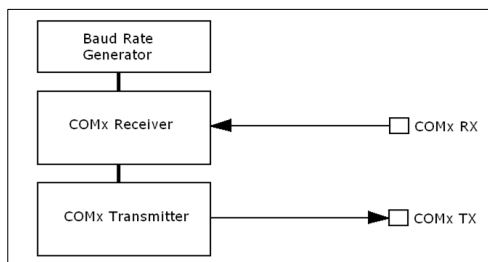 Baud Rate
Generator
COMx Receiver
COMx RX
COMx Transmitter
COMx TX